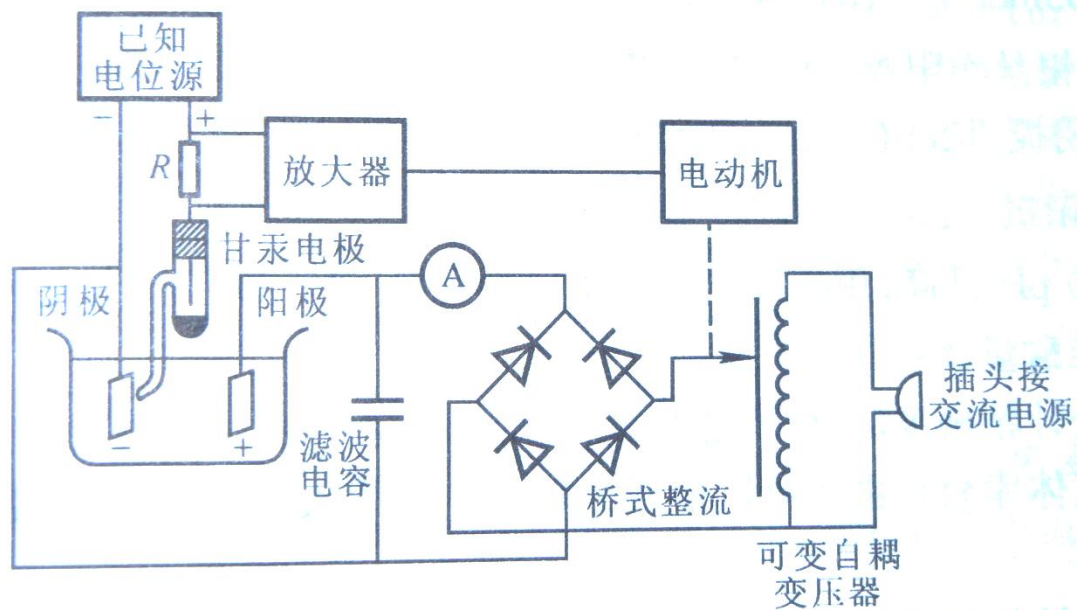 已知
电位源
− +
R
放大器
电动机
甘汞电极
阴极
阳极
A
− +
滤波
电容
桥式整流
插头接
交流电源
可变自耦
变压器